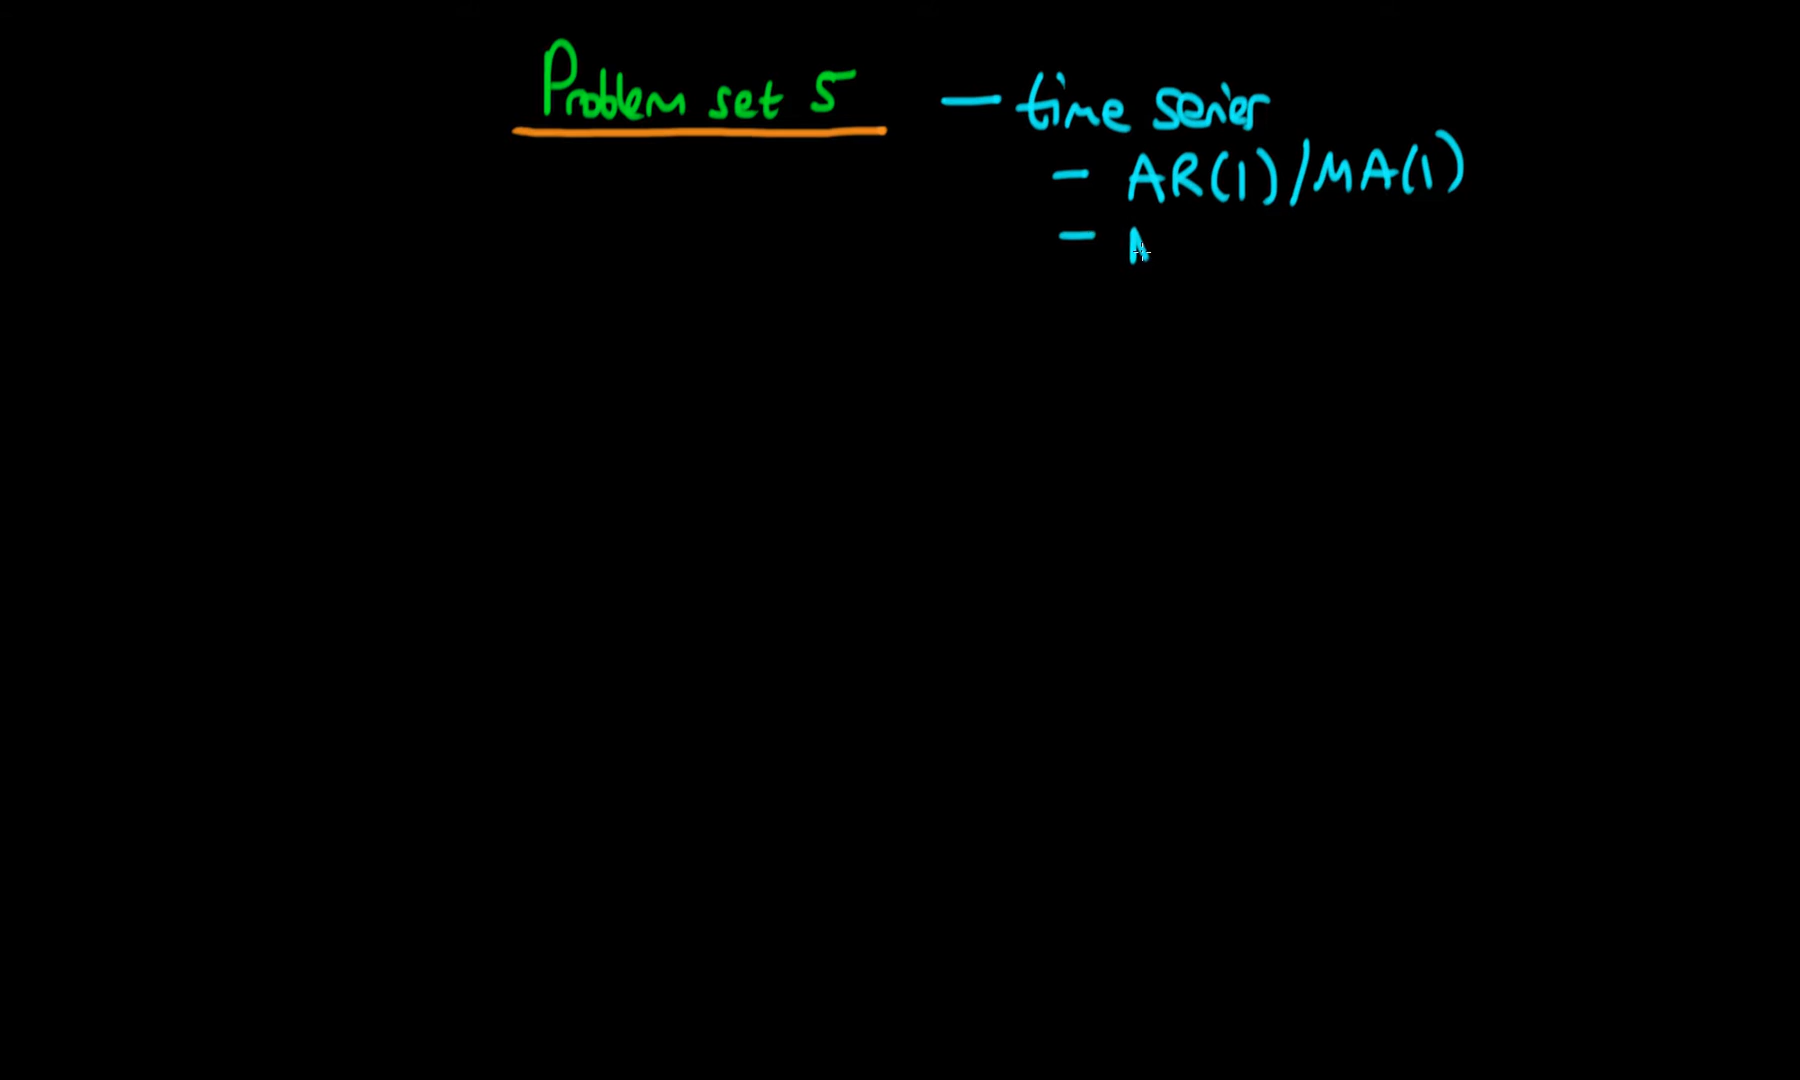 Problem set 5 — time series
- AR(1)/MA(1)
-